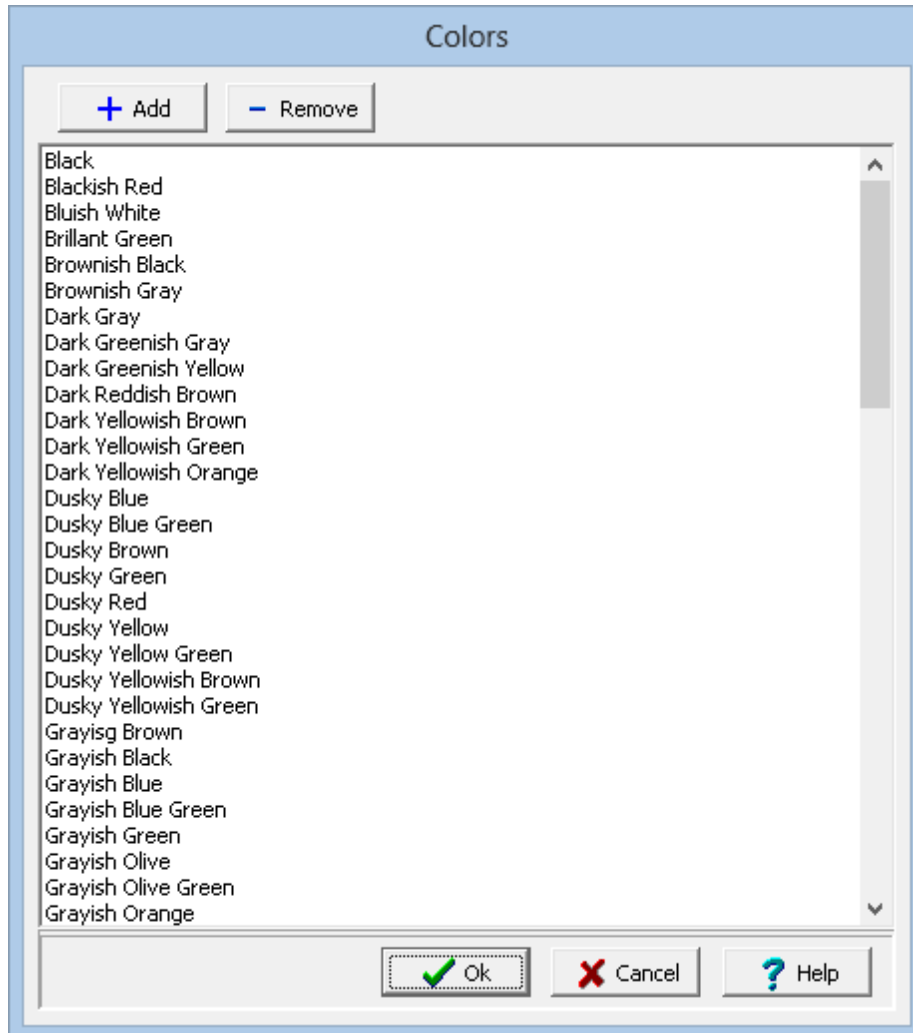 Colors
Add
Remove
Black
Blackish Red
Bluish White
Brillant Green
Brownish Black
Brownish Gray
Dark Gray
Dark Greenish Gray
Dark Greenish Yellow
Dark Reddish Brown
Dark Yellowish Brown
Dark Yellowish Green
Dark Yellowish Orange
Dusky Blue
Dusky Blue Green
Dusky Brown
Dusky Green
Dusky Red
Dusky Yellow
Dusky Yellow Green
Dusky Yellowish Brown
Dusky Yellowish Green
Grayisg Brown
Grayish Black
Grayish Blue
Grayish Blue Green
Grayish Green
Grayish Olive
Grayish Olive Green
Grayish Orange
Ok
Cancel
Help